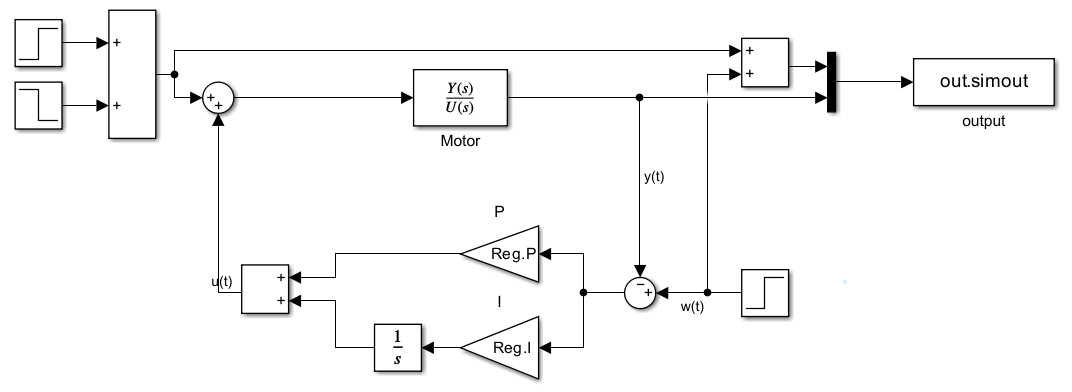 +
+
+
+
+
+
Y(s)
U(s)
Motor
out.simout
output
y(t)
P
Reg.P
u(t)
+
+
−
+
w(t)
I
1
s
Reg.I